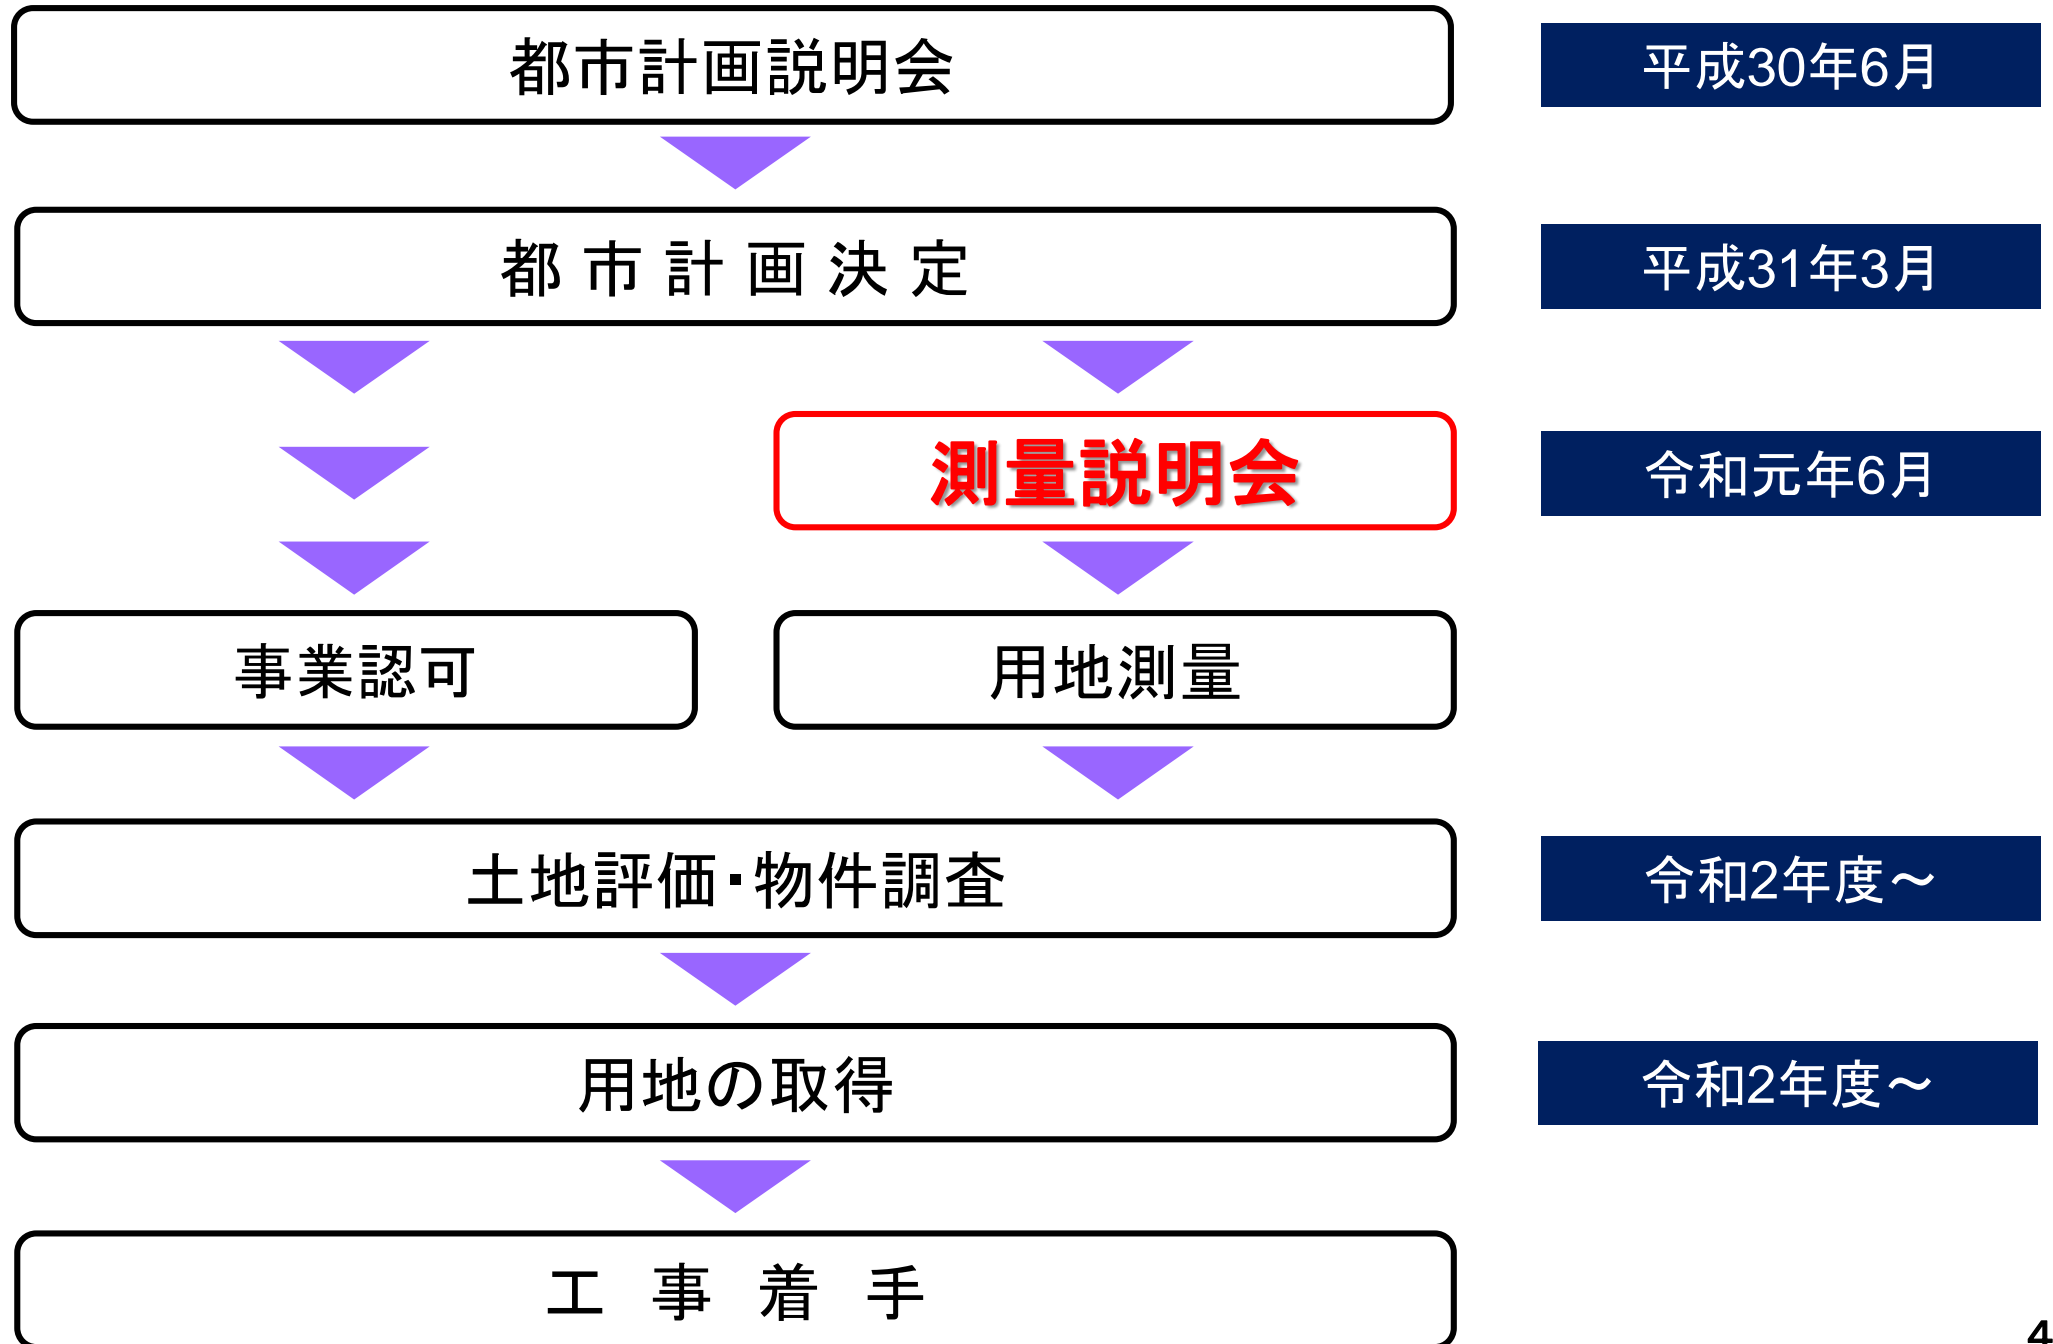 都市計画説明会
平成30年6月
都市計画決定
平成31年3月
測量説明会
令和元年6月
事業認可
用地測量
土地評価・物件調査
令和2年度～
用地の取得
令和2年度～
工事着手
4